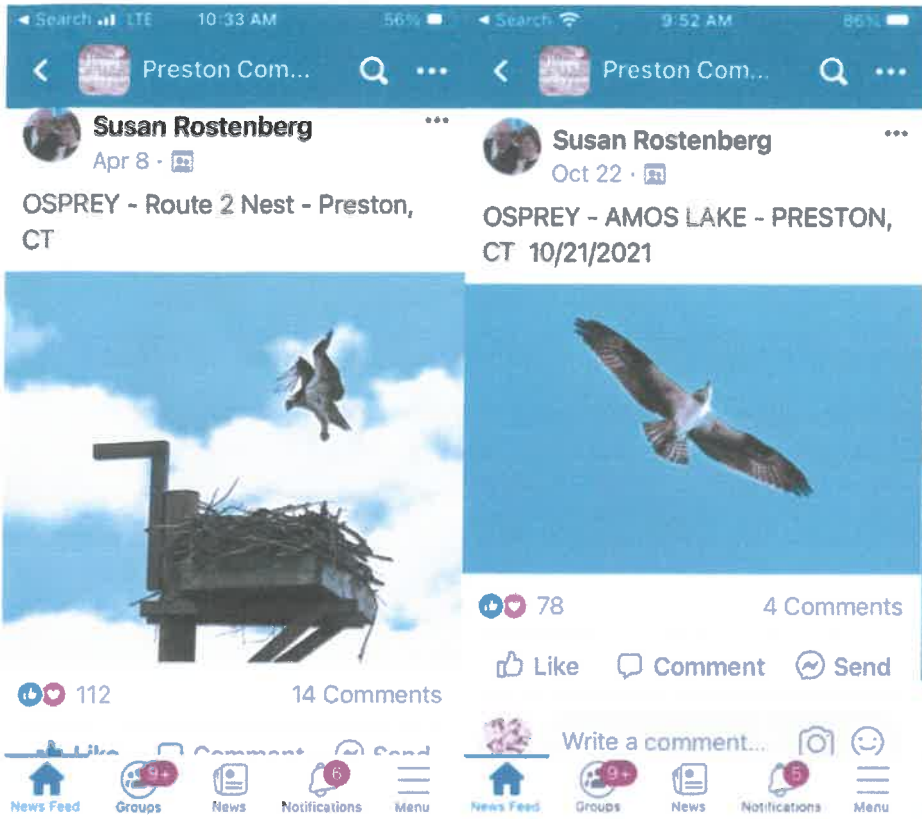 ◄ Search LTE 10:33 AM 56%
Preston Com...
Susan Rostenberg
Apr 8 ·
OSPREY - Route 2 Nest - Preston,
CT
112 14 Comments
Like Comment Send
9+ 6
News Feed Groups News Notifications Menu
◄ Search 9:52 AM 86%
Preston Com...
Susan Rostenberg
Oct 22 ·
OSPREY - AMOS LAKE - PRESTON,
CT 10/21/2021
78 4 Comments
Like Comment Send
Write a comment...
9+ 5
News Feed Groups News Notifications Menu